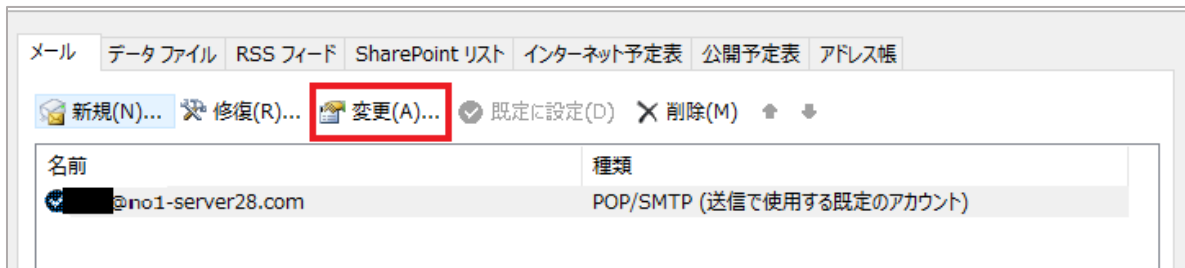 メール データ ファイル RSS フィード SharePoint リスト インターネット予定表 公開予定表 アドレス帳
新規(N)... 修復(R)... 変更(A)... 既定に設定(D) 削除(M)
名前 種類
@no1-server28.com POP/SMTP (送信で使用する既定のアカウント)